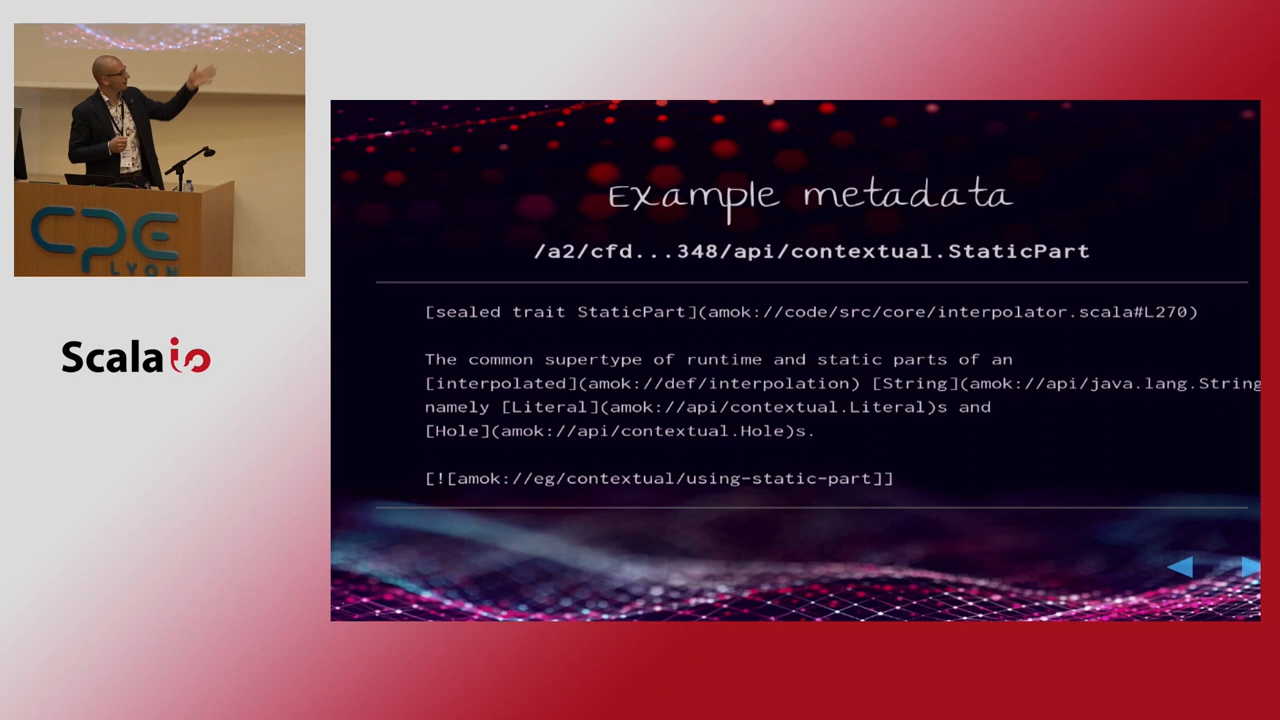 CPE
LYON
Scalaio
Example metadata
/a2/cfd...348/api/contextual.StaticPart
[sealed trait StaticPart](amok://code/src/core/interpolator.scala#L270)
The common supertype of runtime and static parts of an
[interpolated](amok://def/interpolation) [String](amok://api/java.lang.String
namely [Literal](amok://api/contextual.Literal)s and
[Hole](amok://api/contextual.Hole)s.
[![amok://eg/contextual/using-static-part]]